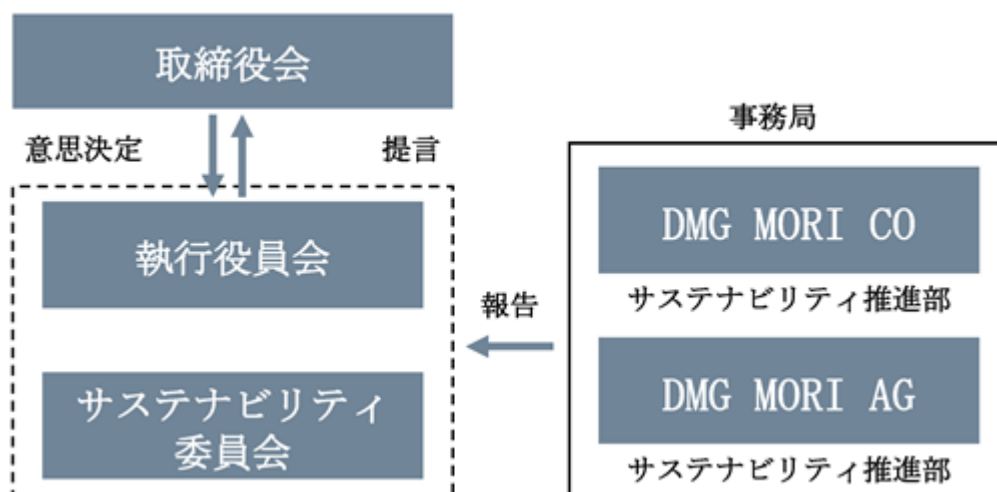 取締役会
意思決定
提言
執行役員会
サステナビリティ
委員会
報告
事務局
DMG MORI CO
サステナビリティ推進部
DMG MORI AG
サステナビリティ推進部